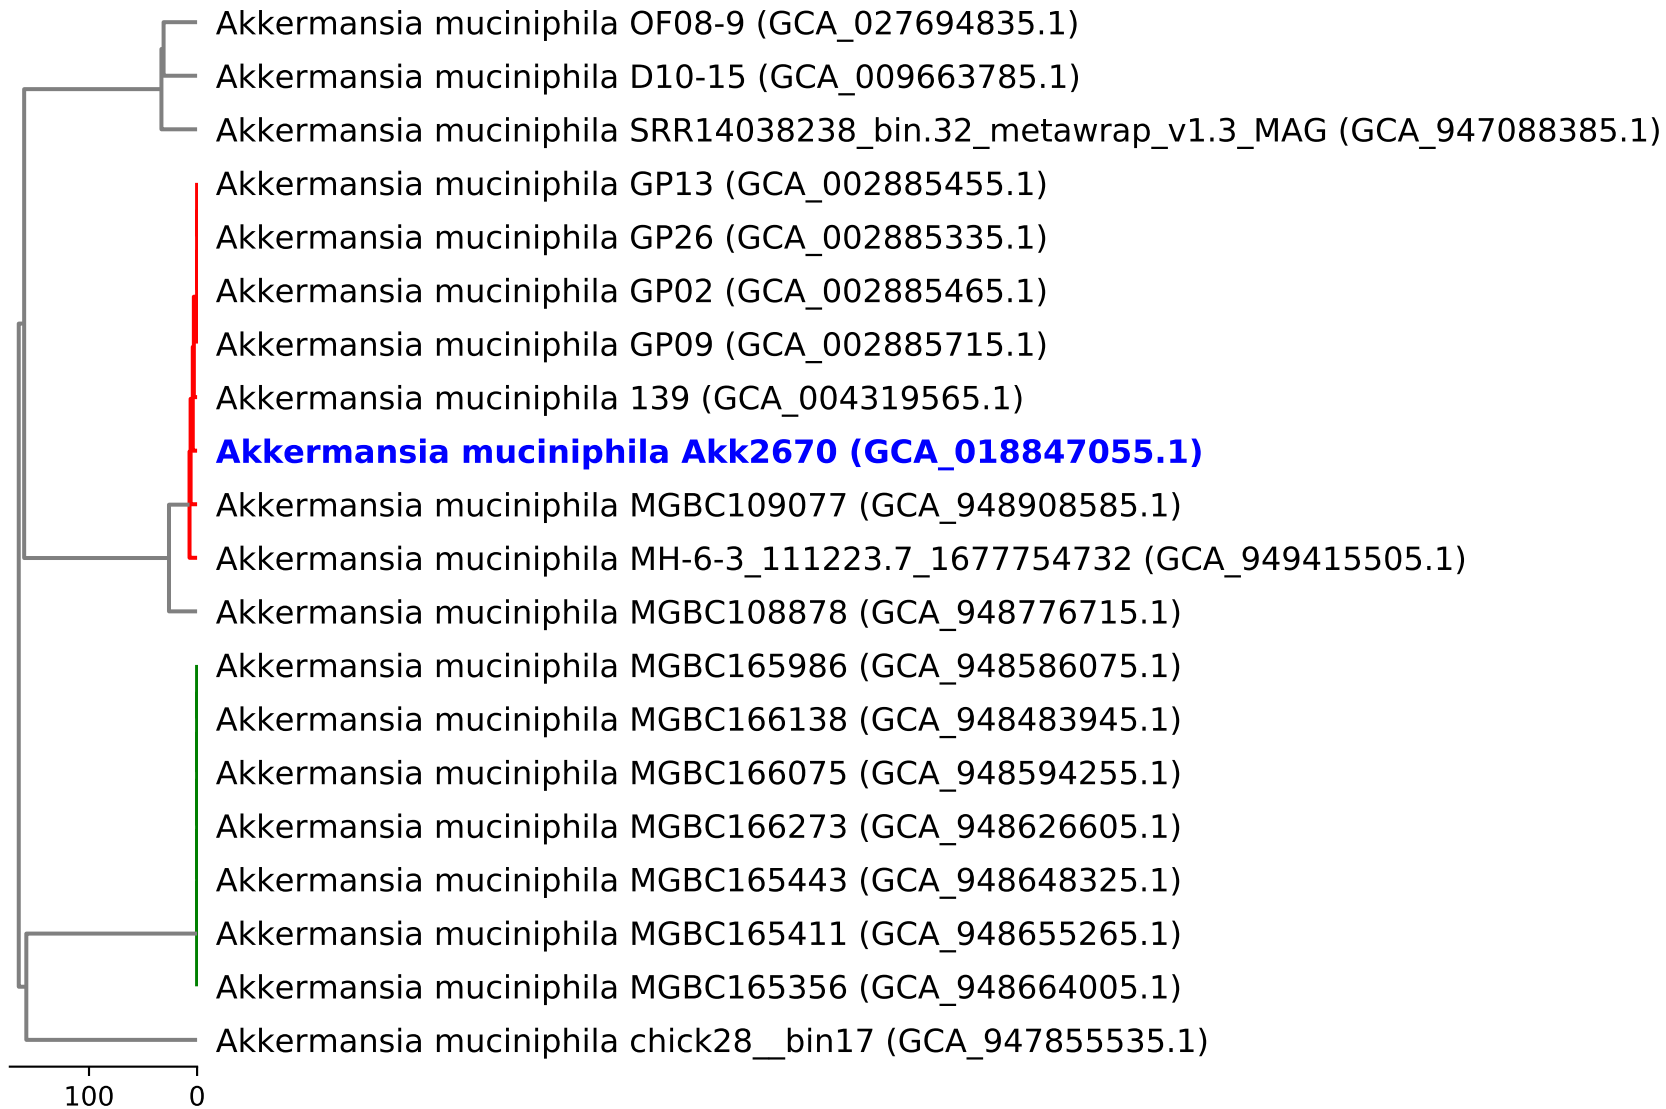 Akkermansia muciniphila OF08-9 (GCA_027694835.1)
Akkermansia muciniphila D10-15 (GCA_009663785.1)
Akkermansia muciniphila SRR14038238_bin.32_metawrap_v1.3_MAG (GCA_947088385.1)
Akkermansia muciniphila GP13 (GCA_002885455.1)
Akkermansia muciniphila GP26 (GCA_002885335.1)
Akkermansia muciniphila GP02 (GCA_002885465.1)
Akkermansia muciniphila GP09 (GCA_002885715.1)
Akkermansia muciniphila 139 (GCA_004319565.1)
Akkermansia muciniphila Akk2670 (GCA_018847055.1)
Akkermansia muciniphila MGBC109077 (GCA_948908585.1)
Akkermansia muciniphila MH-6-3_111223.7_1677754732 (GCA_949415505.1)
Akkermansia muciniphila MGBC108878 (GCA_948776715.1)
Akkermansia muciniphila MGBC165986 (GCA_948586075.1)
Akkermansia muciniphila MGBC166138 (GCA_948483945.1)
Akkermansia muciniphila MGBC166075 (GCA_948594255.1)
Akkermansia muciniphila MGBC166273 (GCA_948626605.1)
Akkermansia muciniphila MGBC165443 (GCA_948648325.1)
Akkermansia muciniphila MGBC165411 (GCA_948655265.1)
Akkermansia muciniphila MGBC165356 (GCA_948664005.1)
Akkermansia muciniphila chick28__bin17 (GCA_947855535.1)
100 0